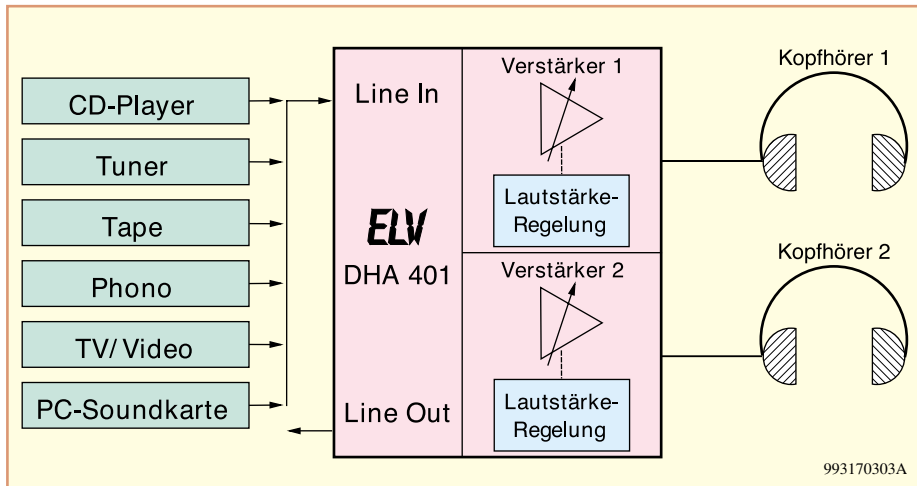 CD-Player
Tuner
Tape
Phono
TV/Video
PC-Soundkarte
Line In
ELV
DHA 401
Line Out
Verstärker 1
Lautstärke-
Regelung
Verstärker 2
Lautstärke-
Regelung
Kopfhörer 1
Kopfhörer 2
993170303A